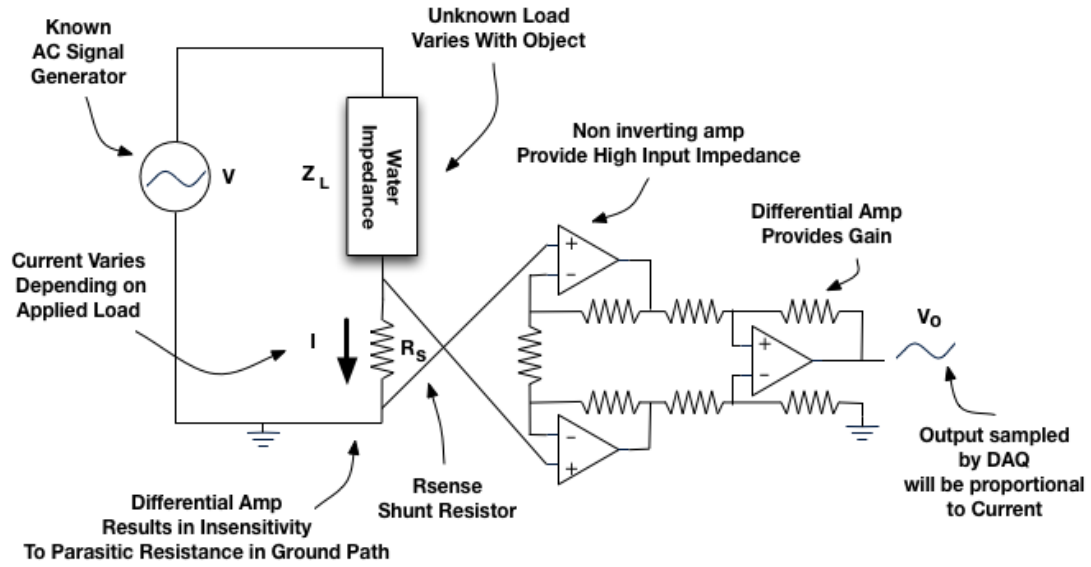 Known
AC Signal
Generator
Unknown Load
Varies With Object
V
Z L
Water
Impedance
Non inverting amp
Provide High Input Impedance
Differential Amp
Provides Gain
Current Varies
Depending on
Applied Load
I
RS
+
−
+
−
−
+
Vo
Output sampled
by DAQ
will be proportional
to Current
Rsense
Shunt Resistor
Differential Amp
Results in Insensitivity
To Parasitic Resistance in Ground Path